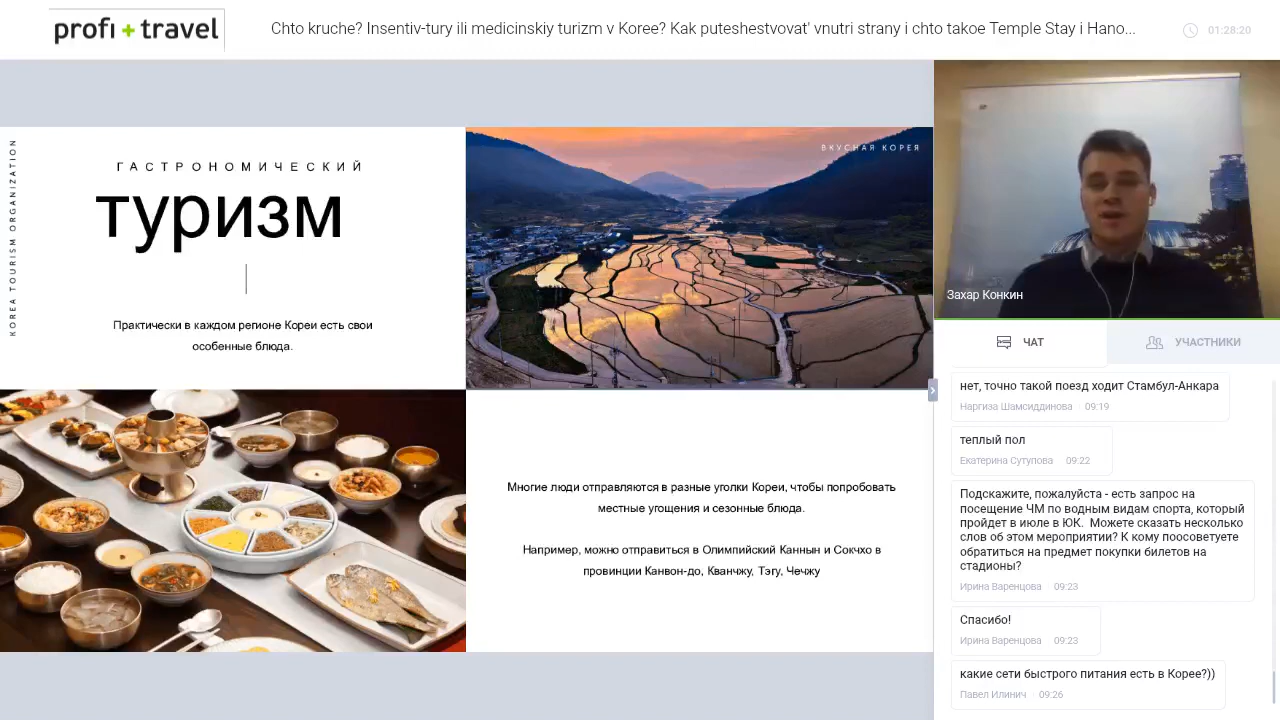 profi+travel
Chto kruche? Insentiv-tury ili medicinskiy turizm v Koree? Kak puteshestvovat' vnutri strany i chto takoe Temple Stay i Hano...
01:28:20
KOREA TOURISM ORGANIZATION
ГАСТРОНОМИЧЕСКИЙ
туризм
Практически в каждом регионе Кореи есть свои
особенные блюда.
ВКУСНАЯ КОРЕЯ
Многие люди отправляются в разные уголки Кореи, чтобы попробовать
местные угощения и сезонные блюда.
Например, можно отправиться в Олимпийский Каннын и Сокчхо в
провинции Канвон-до, Кванчжу, Тэгу, Чечжу
Захар Конкин
ЧАТ
УЧАСТНИКИ
нет, точно такой поезд ходит Стамбул-Анкара
Наргиза Шамсиддинова · 09:19
теплый пол
Екатерина Сутупова 09:22
Подскажите, пожалуйста - есть запрос на
посещение ЧМ по водным видам спорта, который
пройдет в июле в ЮК. Можете сказать несколько
слов об этом мероприятии? К кому поосоветуете
обратиться на предмет покупки билетов на
стадионы?
Ирина Варенцова 09:23
Спасибо!
Ирина Варенцова 09:23
какие сети быстрого питания есть в Корее?))
Павел Илинич · 09:26